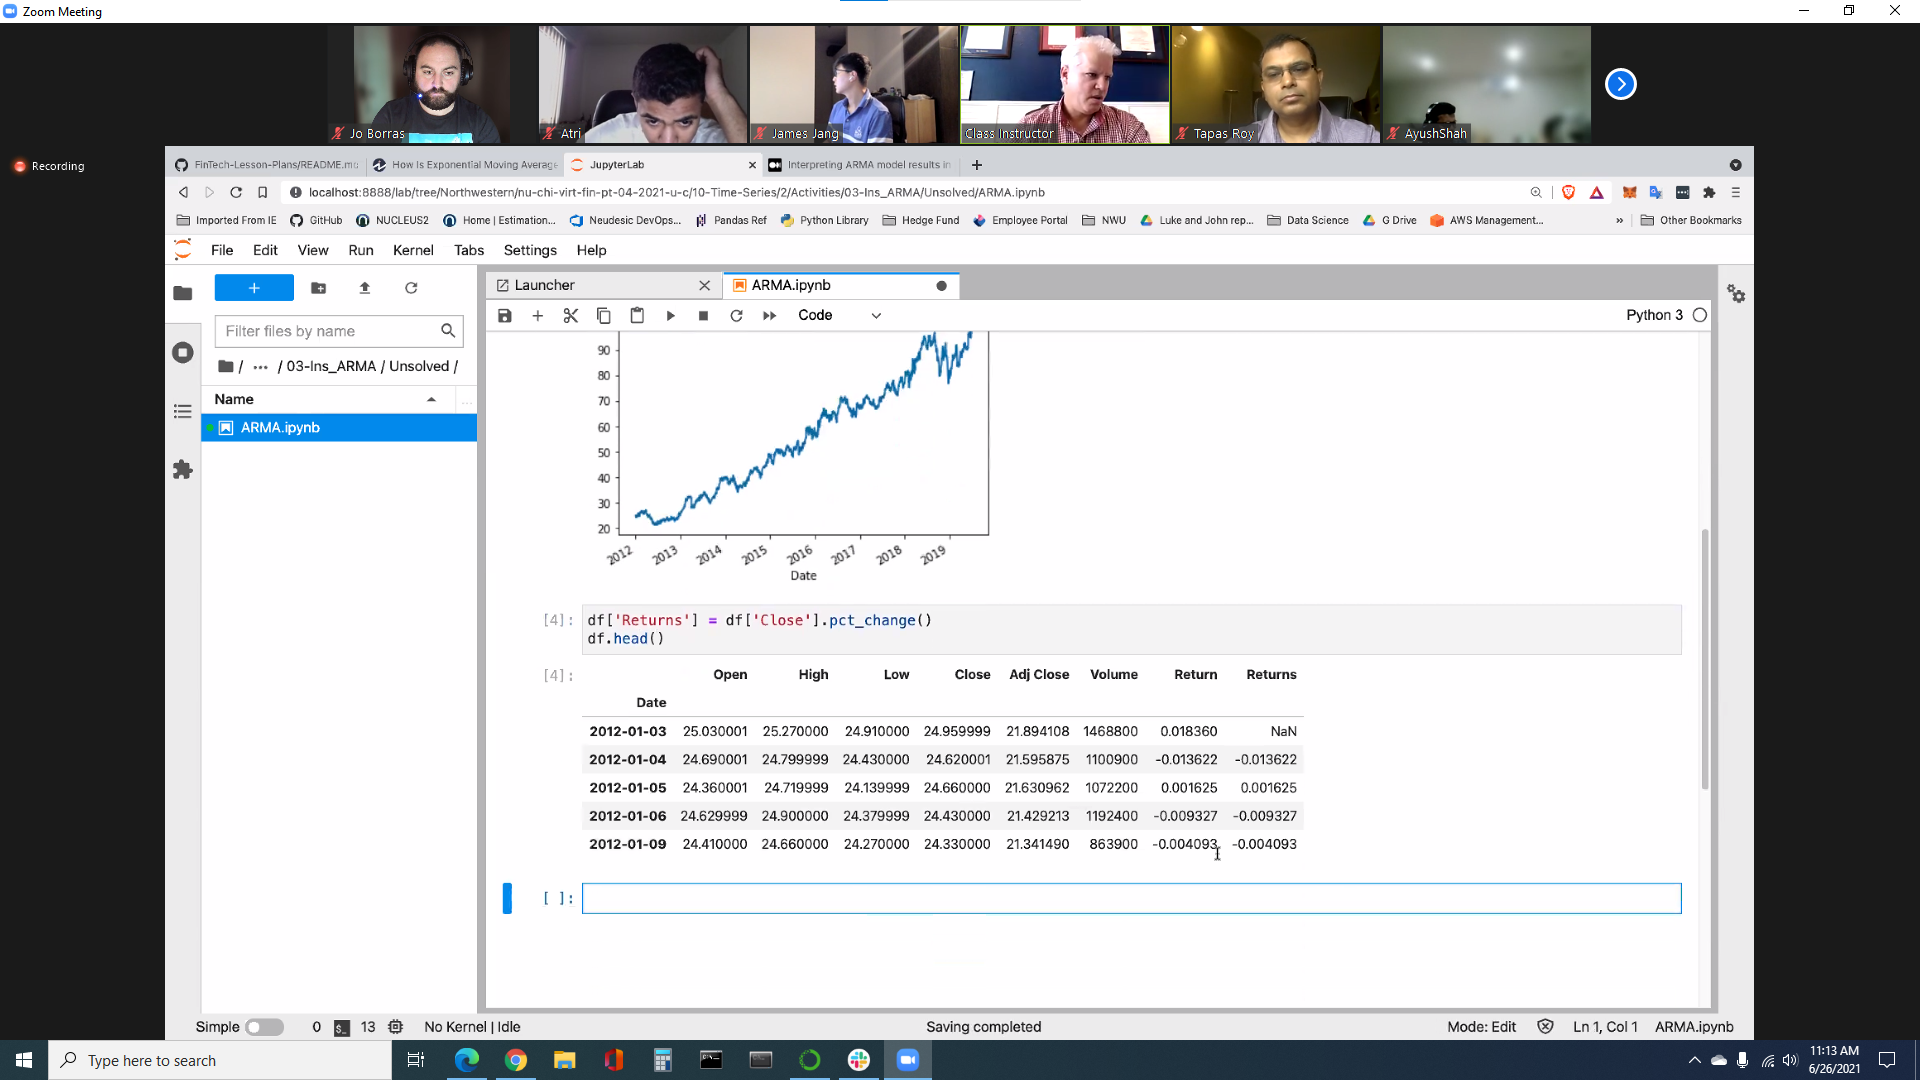 Zoom Meeting
Jo Borras
Atri
James Jang
Class Instructor
Tapas Roy
AyushShah
Recording
FinTech-Lesson-Plans/README.m
How Is Exponential Moving Average
JupyterLab
Interpreting ARMA model results in
localhost:8888/lab/tree/Northwestern/nu-chi-virt-fin-pt-04-2021-u-c/10-Time-Series/2/Activities/03-Ins_ARMA/Unsolved/ARMA.ipynb
Imported From IE GitHub NUCLEUS2 Home | Estimation... Neudesic DevOps... Pandas Ref Python Library Hedge Fund Employee Portal NWU Luke and John rep... Data Science G Drive AWS Management... » Other Bookmarks
File Edit View Run Kernel Tabs Settings Help
Launcher
ARMA.ipynb
Filter files by name
Code
Python 3
/ ... / 03-Ins_ARMA / Unsolved /
Name
ARMA.ipynb
90
80
70
60
50
40
30
20
2012 2013 2014 2015 2016 2017 2018 2019
Date
[4]: df['Returns'] = df['Close'].pct_change()
df.head()
[4]:
Open High Low Close Adj Close Volume Return Returns
Date
2012-01-03 25.030001 25.270000 24.910000 24.959999 21.894108 1468800 0.018360 NaN
2012-01-04 24.690001 24.799999 24.430000 24.620001 21.595875 1100900 -0.013622 -0.013622
2012-01-05 24.360001 24.719999 24.139999 24.660000 21.630962 1072200 0.001625 0.001625
2012-01-06 24.629999 24.900000 24.379999 24.430000 21.429213 1192400 -0.009327 -0.009327
2012-01-09 24.410000 24.660000 24.270000 24.330000 21.341490 863900 -0.004093 -0.004093
[ ]:
Simple 0 $_ 13 No Kernel | Idle Saving completed Mode: Edit Ln 1, Col 1 ARMA.ipynb
Type here to search
11:13 AM
6/26/2021